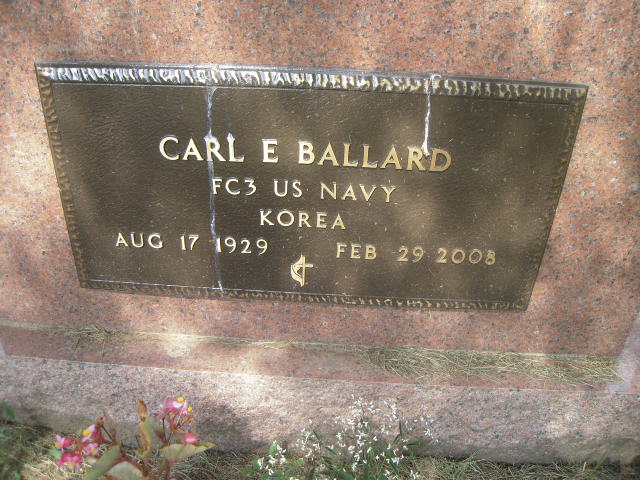 CARL E BALLARD
FC3 US NAVY
KOREA
AUG 17 1929 FEB 29 2008